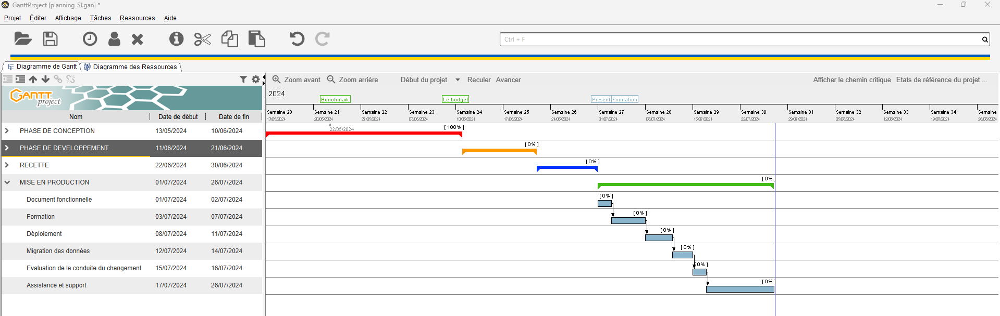 GanttProject [planning_SI.gan] *
Projet Éditer Affichage Tâches Ressources Aide
Ctrl + F
Diagramme de Gantt Diagramme des Ressources
Zoom avant Zoom arrière Début du projet Reculer Avancer Afficher le chemin critique Etats de référence du projet ...
GANTT project
2024
Benchmark Le budget Présent. Formation
Nom Date de début Date de fin
Semaine 20 Semaine 21 Semaine 22 Semaine 23 Semaine 24 Semaine 25 Semaine 26 Semaine 27 Semaine 28 Semaine 29 Semaine 30 Semaine 31 Semaine 32 Semaine 33 Semaine 34 Semaine
13/05/2024 20/05/2024 27/05/2024 03/06/2024 10/06/2024 17/06/2024 24/06/2024 01/07/2024 08/07/2024 15/07/2024 22/07/2024 29/07/2024 05/08/2024 12/08/2024 19/08/2024 26/08/2024
22/05/2024
PHASE DE CONCEPTION 13/05/2024 10/06/2024 [ 100% ]
PHASE DE DEVELOPPEMENT 11/06/2024 21/06/2024 [ 0% ]
RECETTE 22/06/2024 30/06/2024 [ 0% ]
MISE EN PRODUCTION 01/07/2024 26/07/2024 [ 0% ]
Document fonctionnelle 01/07/2024 02/07/2024 [ 0% ]
Formation 03/07/2024 07/07/2024 [ 0% ]
Déploiement 08/07/2024 11/07/2024 [ 0% ]
Migration des données 12/07/2024 14/07/2024 [ 0% ]
Evaluation de la conduite du changement 15/07/2024 16/07/2024 [ 0% ]
Assistance et support 17/07/2024 26/07/2024 [ 0% ]